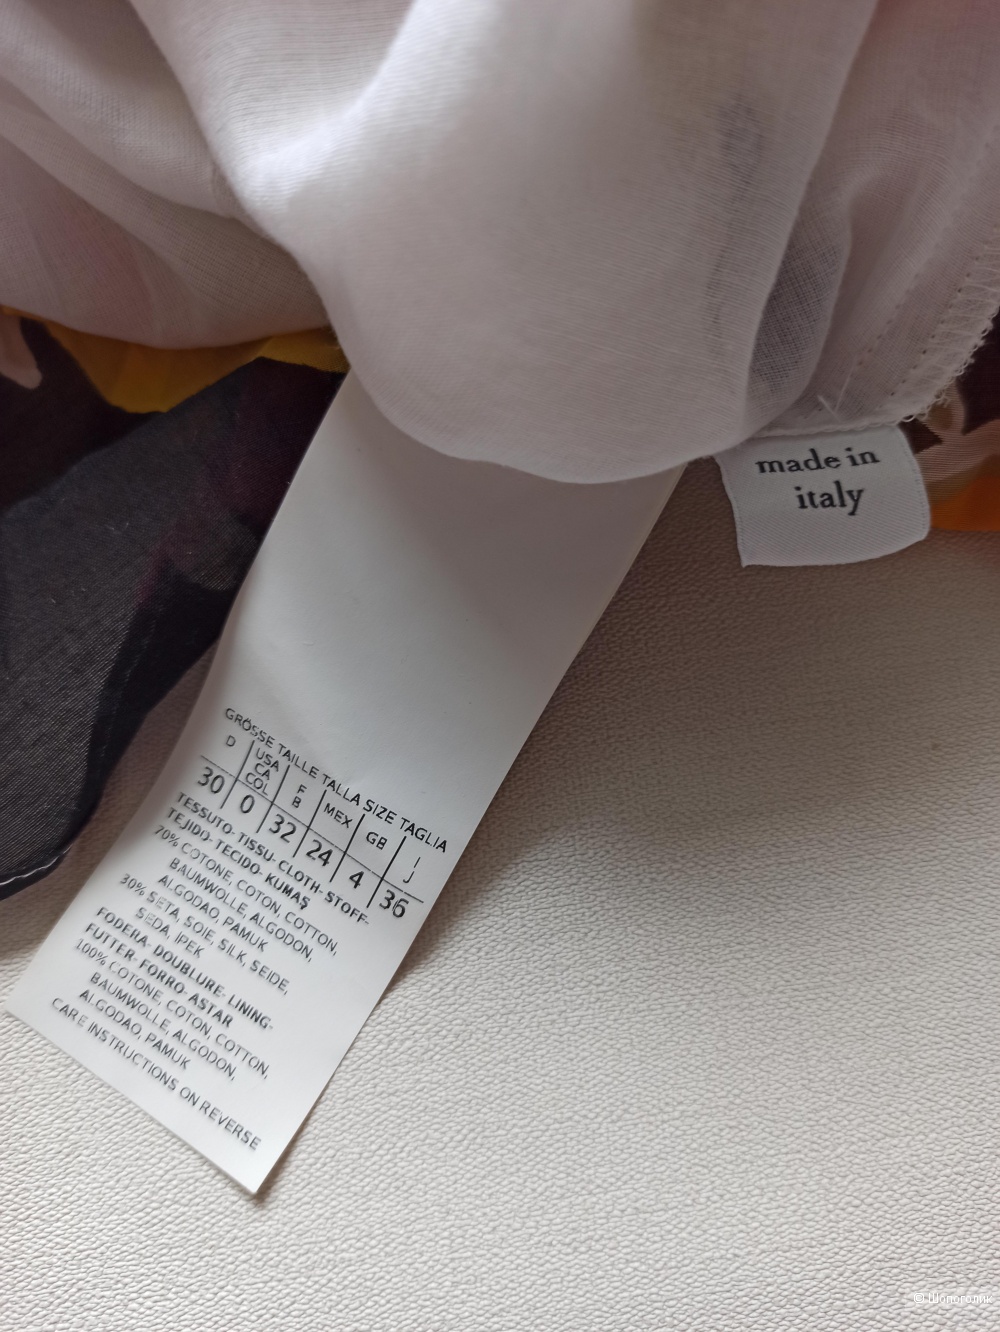 made in
italy
GRÖSSE TAILLE TALLA SIZE TAGLIA
D USA CA COL F B MEX GB I J
30 0 32 24 4 36
TESSUTO- TISSU- CLOTH- STOFF-
TEJIDO- TECIDO- KUMAŞ
70% COTONE, COTON, COTTON,
BAUMWOLLE, ALGODON,
ALGODAO, PAMUK
30% SETA, SOIE, SILK, SEIDE,
SEDA, IPEK
FODERA- DOUBLURE- LINING-
FUTTER- FORRO- ASTAR
100% COTONE, COTON, COTTON,
BAUMWOLLE, ALGODON,
ALGODAO, PAMUK
CARE INSTRUCTIONS ON REVERSE
© Шопоголик